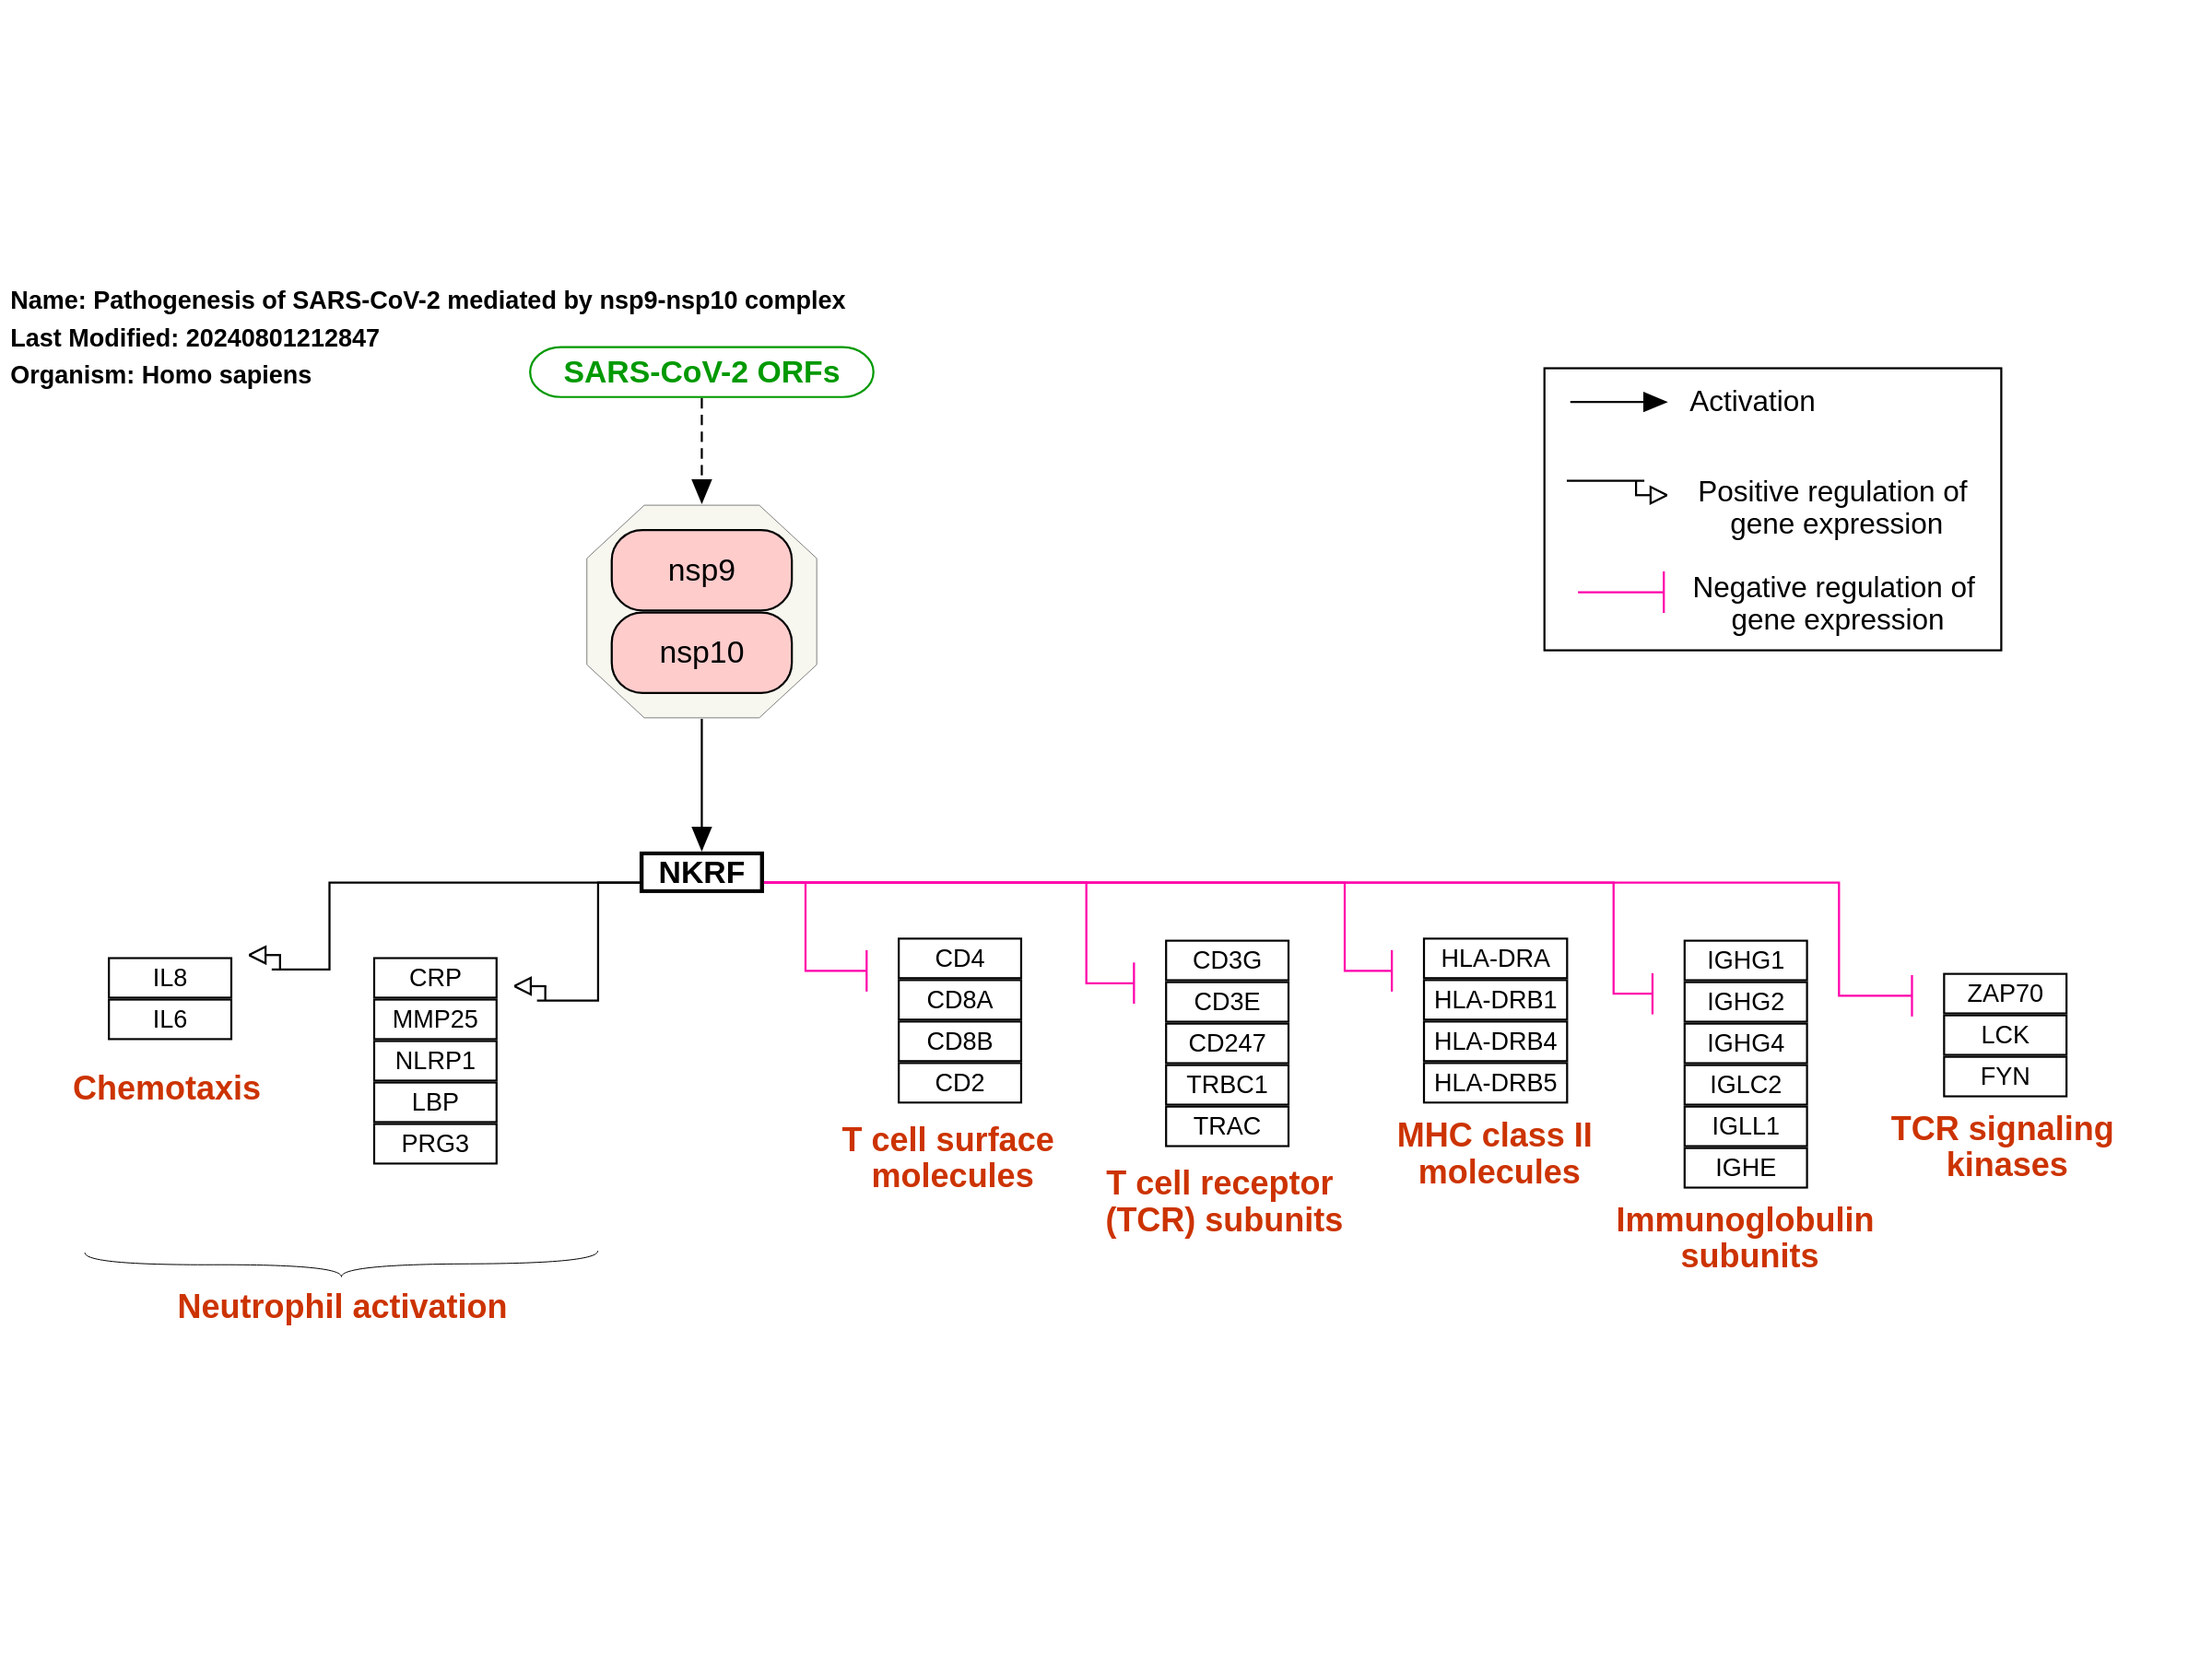 Name: Pathogenesis of SARS-CoV-2 mediated by nsp9-nsp10 complex
Last Modified: 20240801212847
Organism: Homo sapiens
SARS-CoV-2 ORFs
nsp9
nsp10
Activation
Positive regulation of
gene expression
Negative regulation of
gene expression
NKRF
IL8
IL6
Chemotaxis
CRP
MMP25
NLRP1
LBP
PRG3
Neutrophil activation
CD4
CD8A
CD8B
CD2
T cell surface
molecules
CD3G
CD3E
CD247
TRBC1
TRAC
T cell receptor
(TCR) subunits
HLA-DRA
HLA-DRB1
HLA-DRB4
HLA-DRB5
MHC class II
molecules
IGHG1
IGHG2
IGHG4
IGLC2
IGLL1
IGHE
Immunoglobulin
subunits
ZAP70
LCK
FYN
TCR signaling
kinases